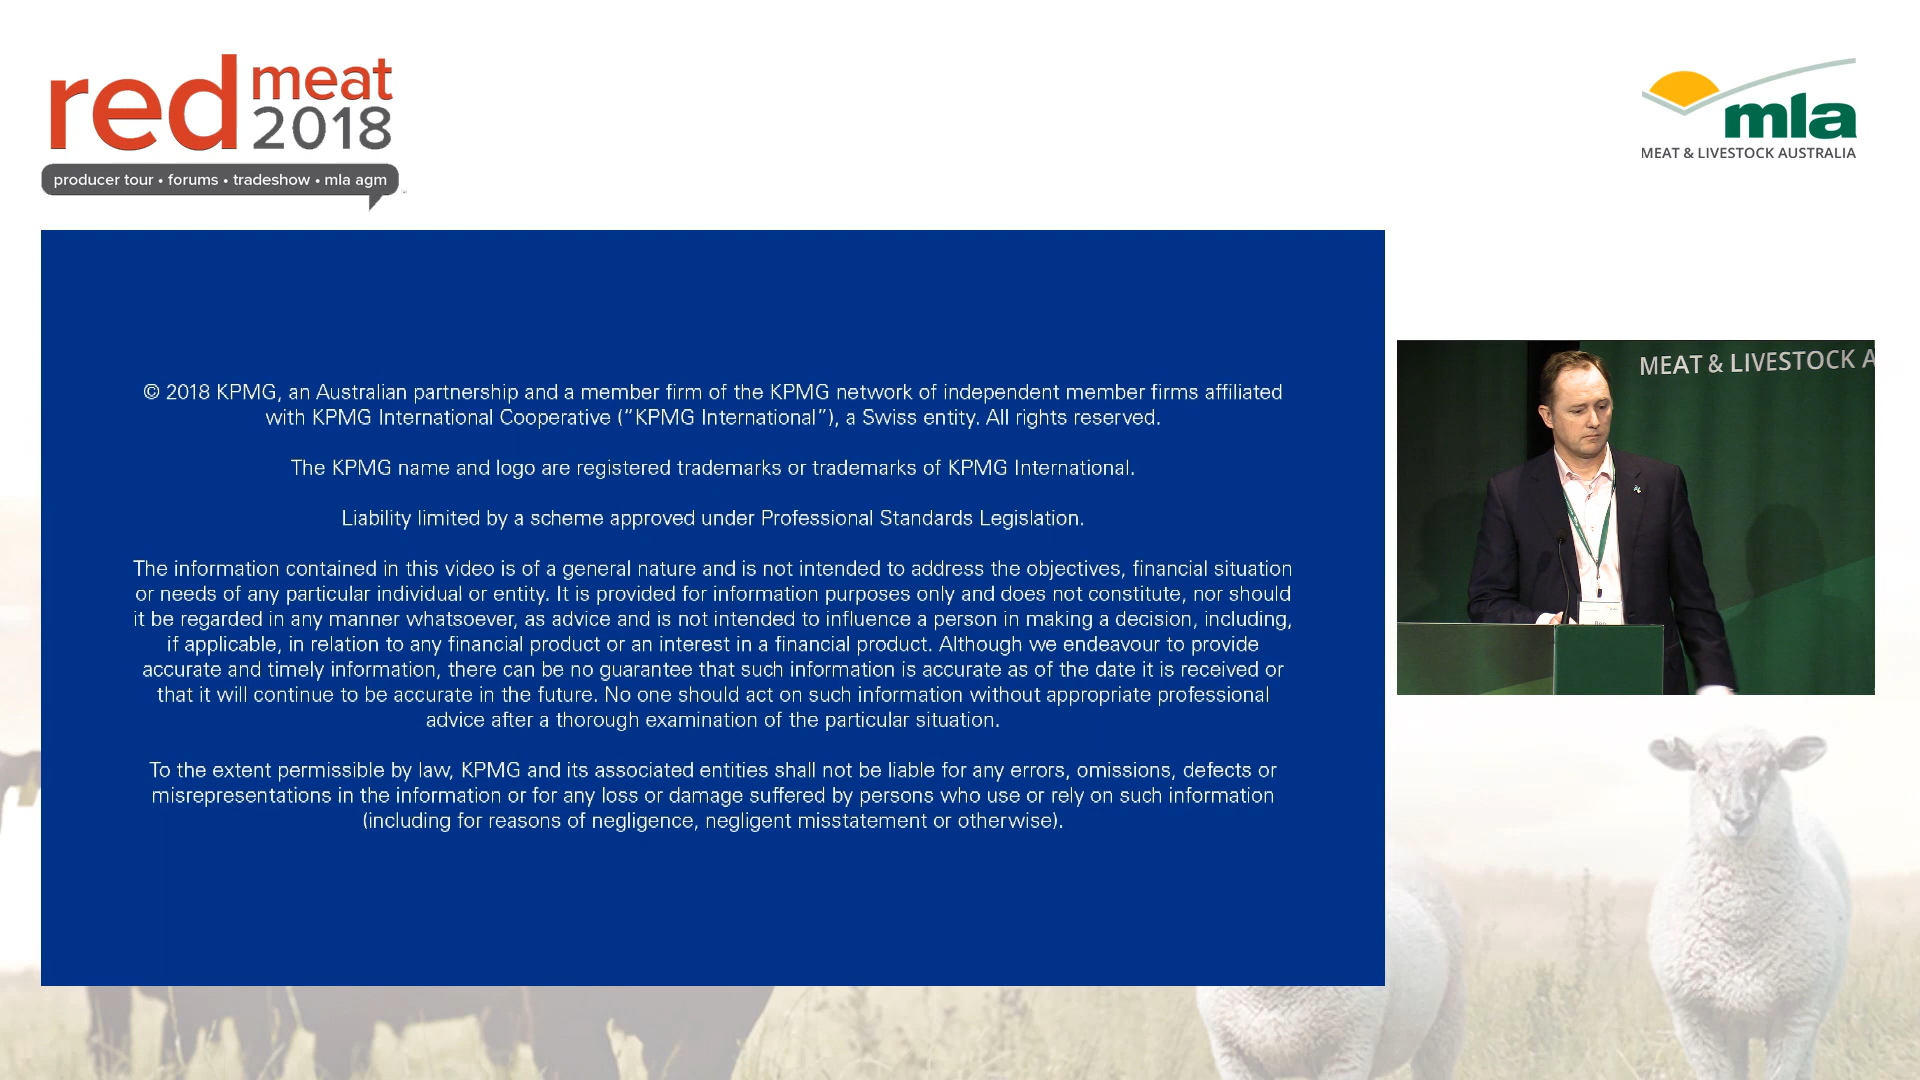 red meat
2018
producer tour • forums • tradeshow • mla agm
mla
MEAT & LIVESTOCK AUSTRALIA
© 2018 KPMG, an Australian partnership and a member firm of the KPMG network of independent member firms affiliated
with KPMG International Cooperative (“KPMG International”), a Swiss entity. All rights reserved.
The KPMG name and logo are registered trademarks or trademarks of KPMG International.
Liability limited by a scheme approved under Professional Standards Legislation.
The information contained in this video is of a general nature and is not intended to address the objectives, financial situation
or needs of any particular individual or entity. It is provided for information purposes only and does not constitute, nor should
it be regarded in any manner whatsoever, as advice and is not intended to influence a person in making a decision, including,
if applicable, in relation to any financial product or an interest in a financial product. Although we endeavour to provide
accurate and timely information, there can be no guarantee that such information is accurate as of the date it is received or
that it will continue to be accurate in the future. No one should act on such information without appropriate professional
advice after a thorough examination of the particular situation.
To the extent permissible by law, KPMG and its associated entities shall not be liable for any errors, omissions, defects or
misrepresentations in the information or for any loss or damage suffered by persons who use or rely on such information
(including for reasons of negligence, negligent misstatement or otherwise).
MEAT & LIVESTOCK A